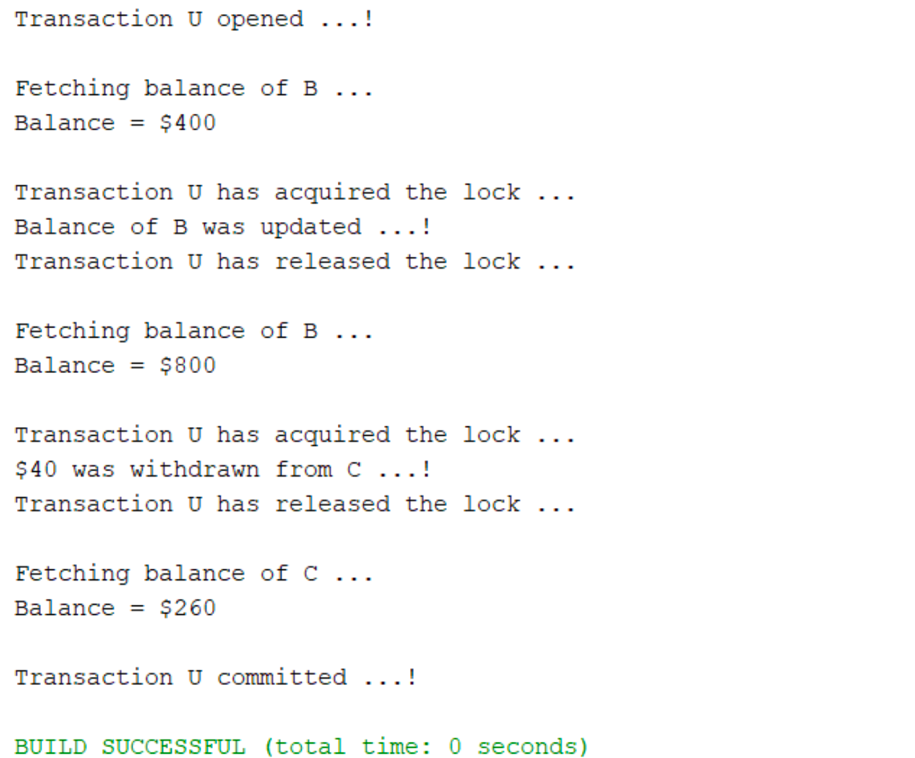 Transaction U opened ...!
Fetching balance of B ...
Balance = $400
Transaction U has acquired the lock ...
Balance of B was updated ...!
Transaction U has released the lock ...
Fetching balance of B ...
Balance = $800
Transaction U has acquired the lock ...
$40 was withdrawn from C ...!
Transaction U has released the lock ...
Fetching balance of C ...
Balance = $260
Transaction U committed ...!
BUILD SUCCESSFUL (total time: 0 seconds)